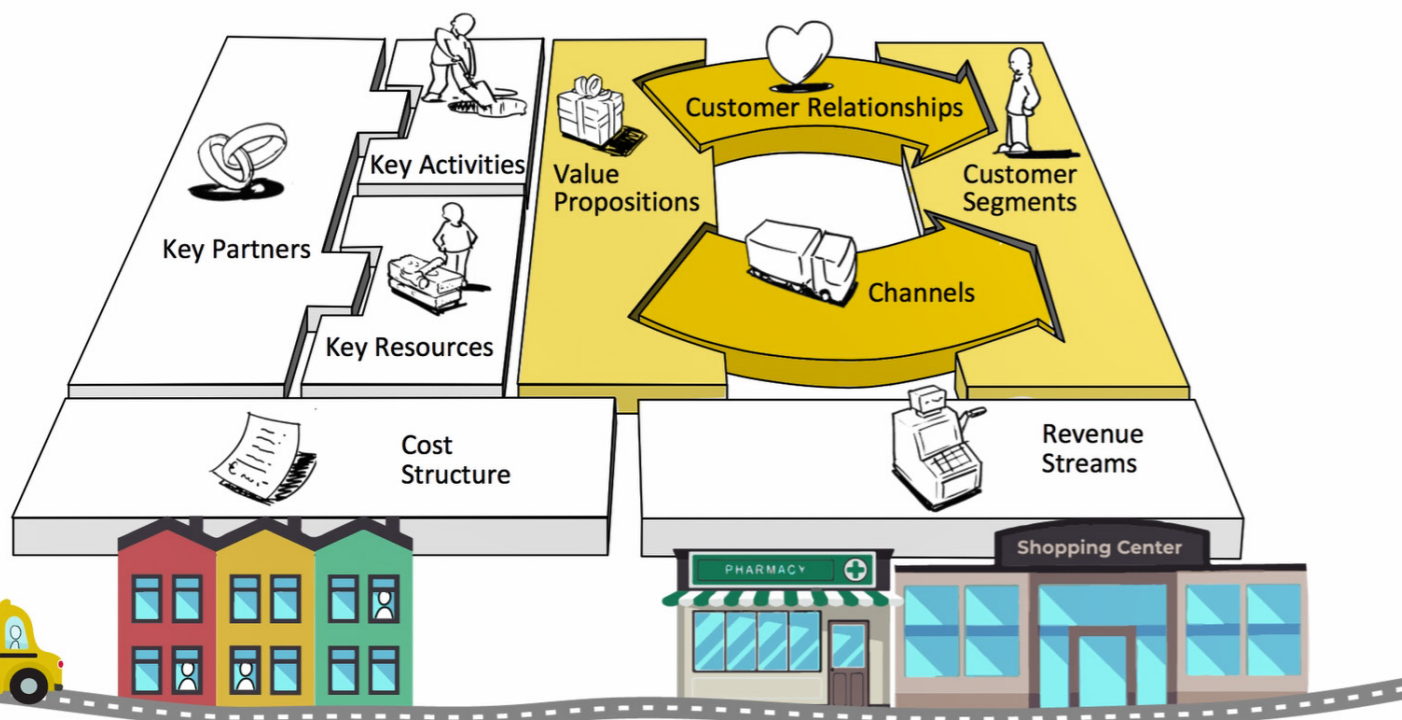 Customer Relationships
Key Activities
Value
Propositions
Customer
Segments
Key Partners
Channels
Key Resources
Cost
Structure
Revenue
Streams
Shopping Center
PHARMACY